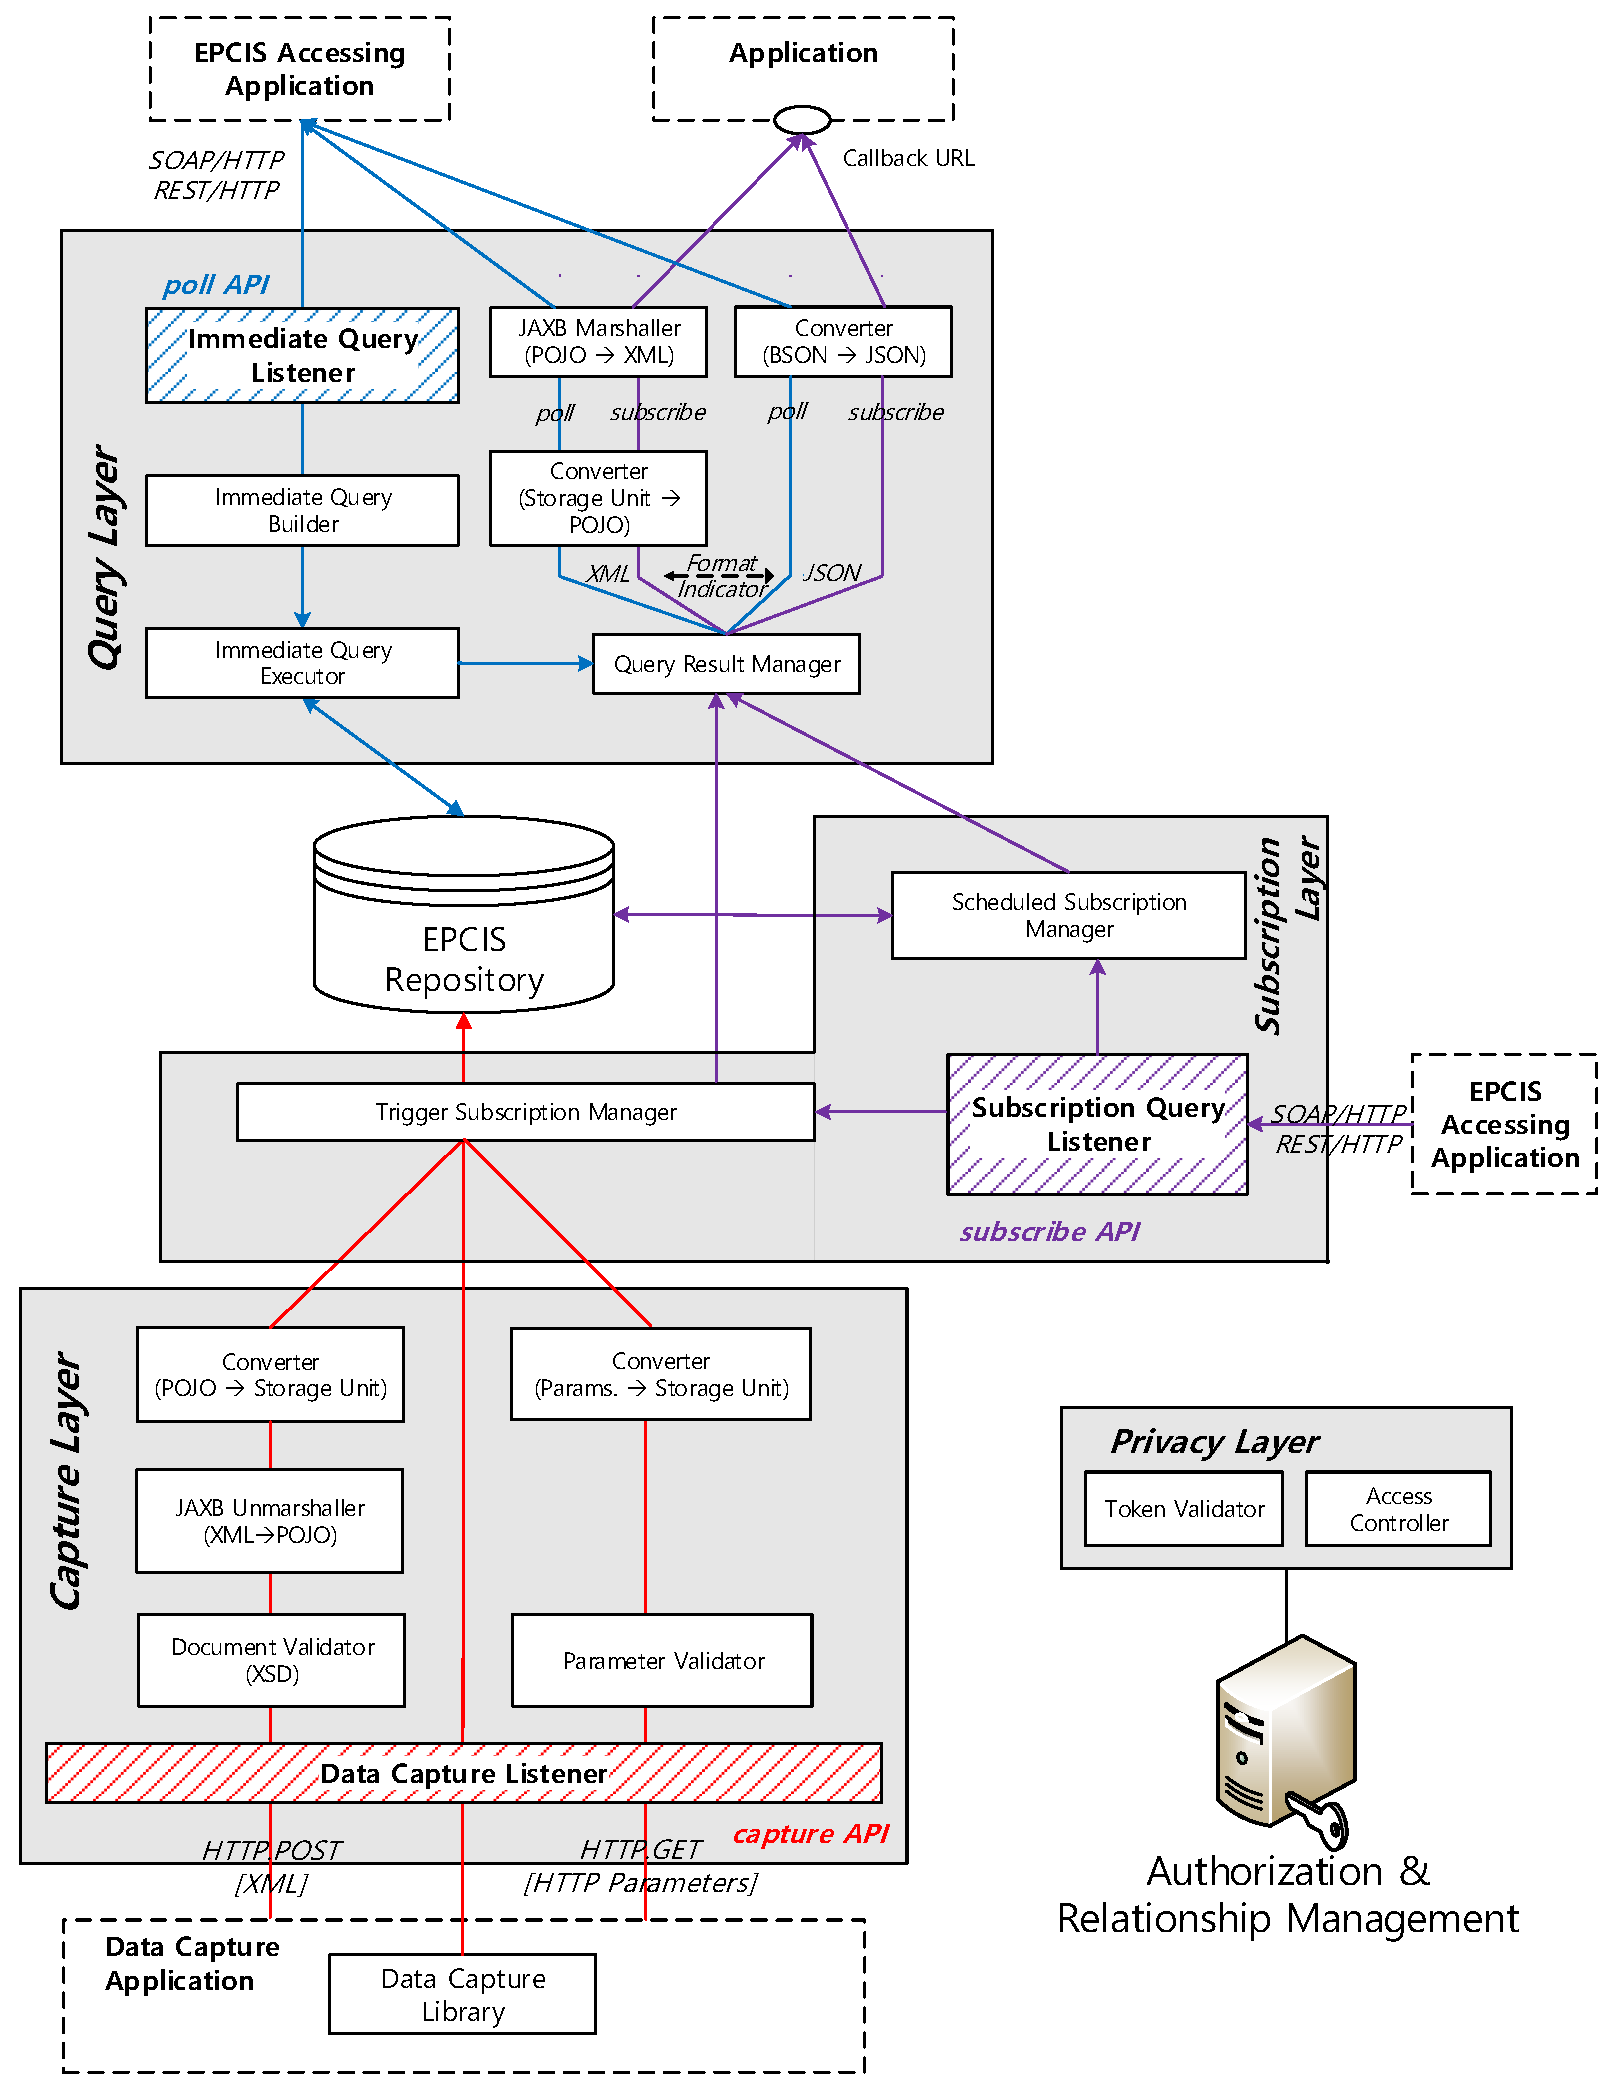 EPCIS Accessing
Application
Application
SOAP/HTTP
REST/HTTP
Callback URL
poll API
Immediate Query
Listener
JAXB Marshaller
(POJO → XML)
Converter
(BSON → JSON)
poll
subscribe
poll
subscribe
Query Layer
Immediate Query
Builder
Converter
(Storage Unit →
POJO)
XML
Format
Indicator
JSON
Immediate Query
Executor
Query Result Manager
EPCIS
Repository
Scheduled Subscription
Manager
Subscription
Layer
Trigger Subscription Manager
Subscription Query
Listener
SOAP/HTTP
REST/HTTP
EPCIS
Accessing
Application
subscribe API
Capture Layer
Converter
(POJO → Storage Unit)
Converter
(Params. → Storage Unit)
JAXB Unmarshaller
(XML→POJO)
Document Validator
(XSD)
Parameter Validator
Data Capture Listener
capture API
HTTP.POST
[XML]
HTTP.GET
[HTTP Parameters]
Data Capture
Application
Data Capture
Library
Privacy Layer
Token Validator
Access
Controller
Authorization &
Relationship Management